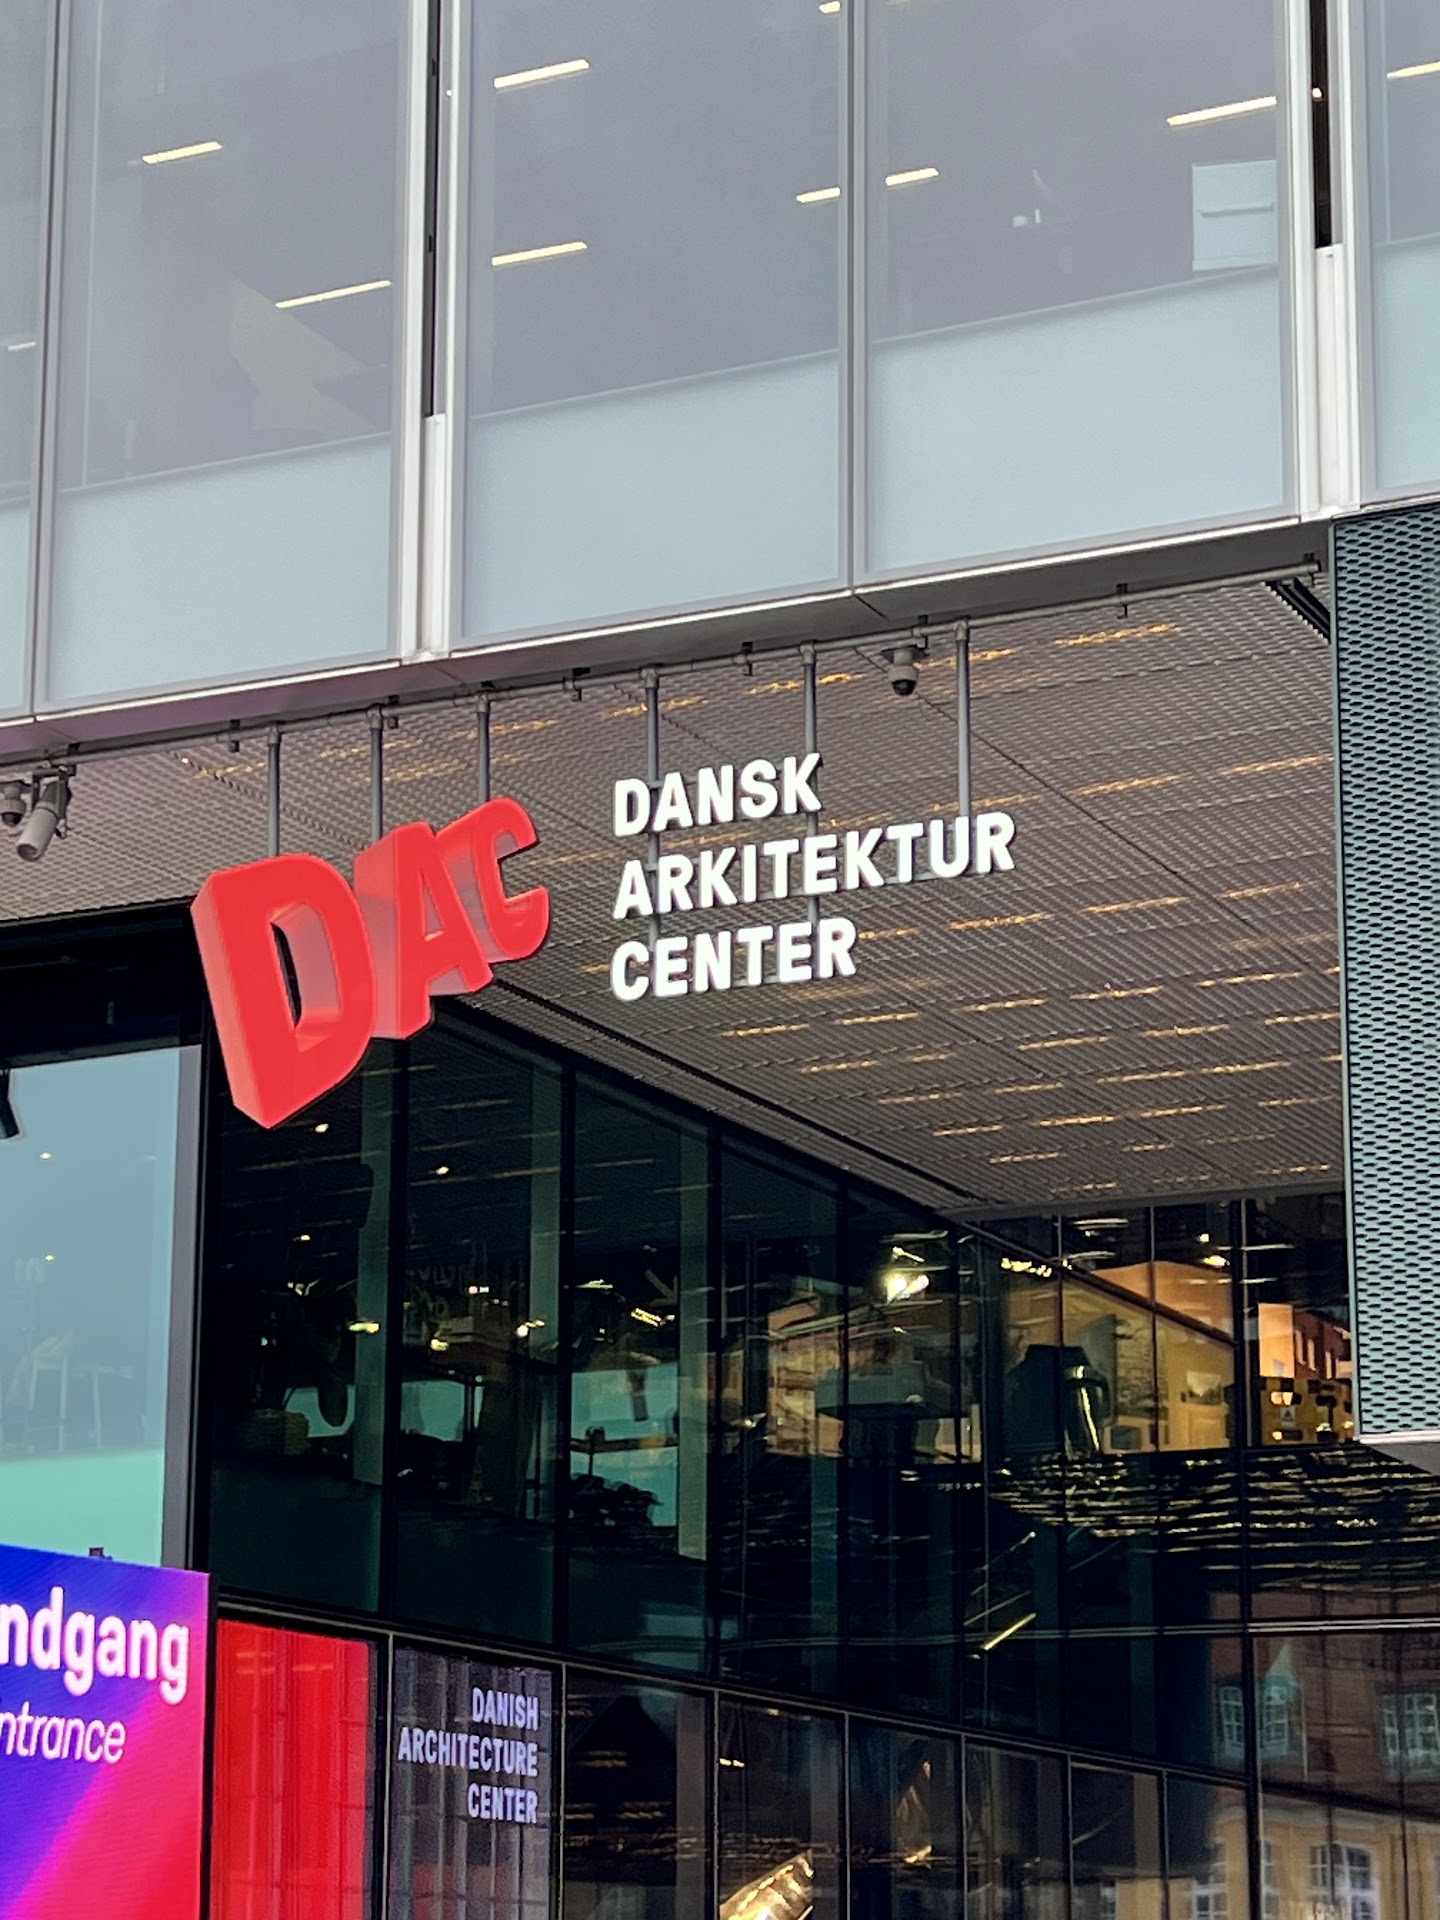 DAC
DANSK
ARKITEKTUR
CENTER
ndgang
ntrance
DANISH
ARCHITECTURE
CENTER